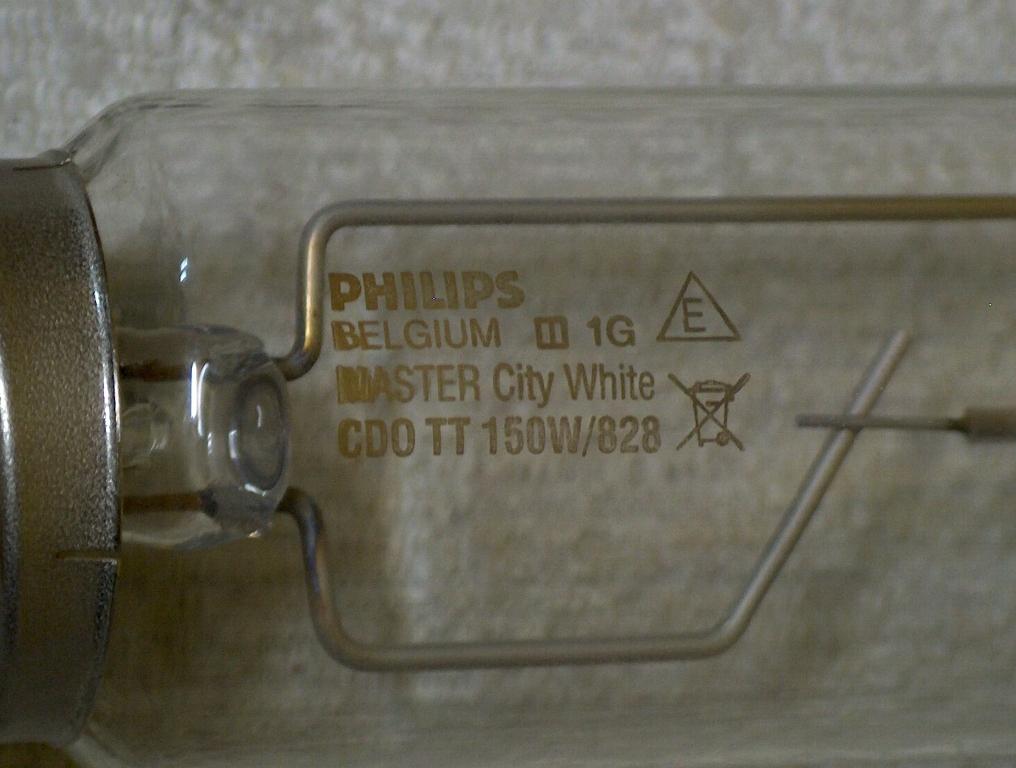 PHILIPS
BELGIUM 1G E
MASTER City White
CDO TT 150W/828